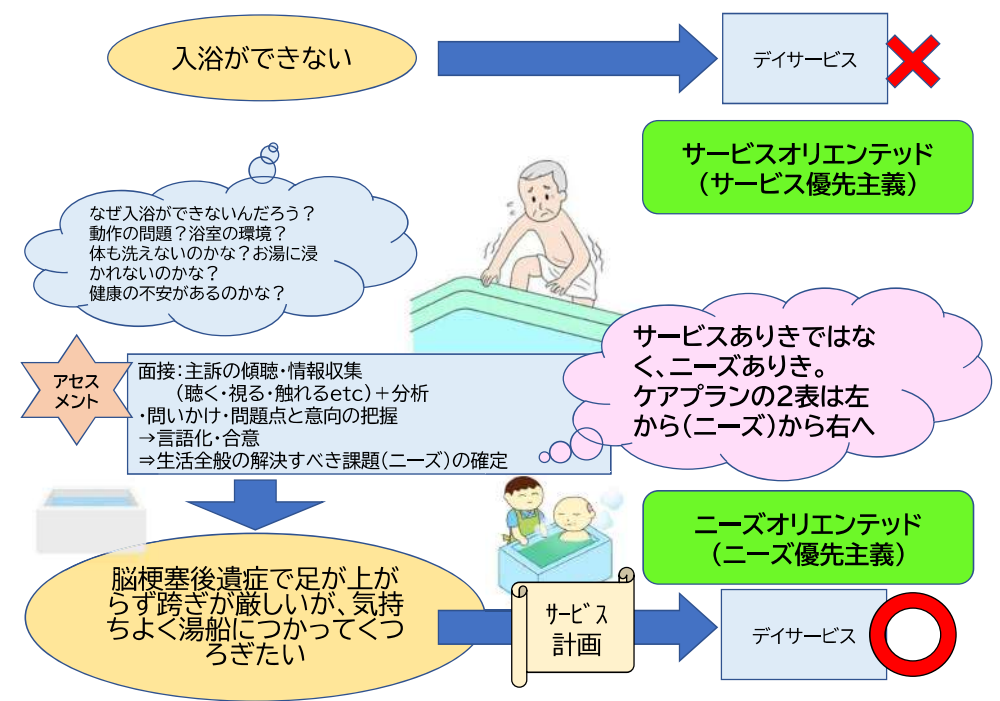 入浴ができない
デイサービス
サービスオリエンテッド
(サービス優先主義)
なぜ入浴ができないんだろう?
動作の問題?浴室の環境?
体も洗えないのかな?お湯に浸
かれないのかな?
健康の不安があるのかな?
サービスありきではな
く、ニーズありき。
ケアプランの2表は左
から(ニーズ)から右へ
アセス
メント
面接:主訴の傾聴・情報収集
(聴く・視る・触れるetc)+分析
・問いかけ・問題点と意向の把握
→言語化・合意
⇒生活全般の解決すべき課題(ニーズ)の確定
ニーズオリエンテッド
(ニーズ優先主義)
脳梗塞後遺症で足が上が
らず跨ぎが厳しいが、気持
ちよく湯船につかってくつ
ろぎたい
サービス
計画
デイサービス